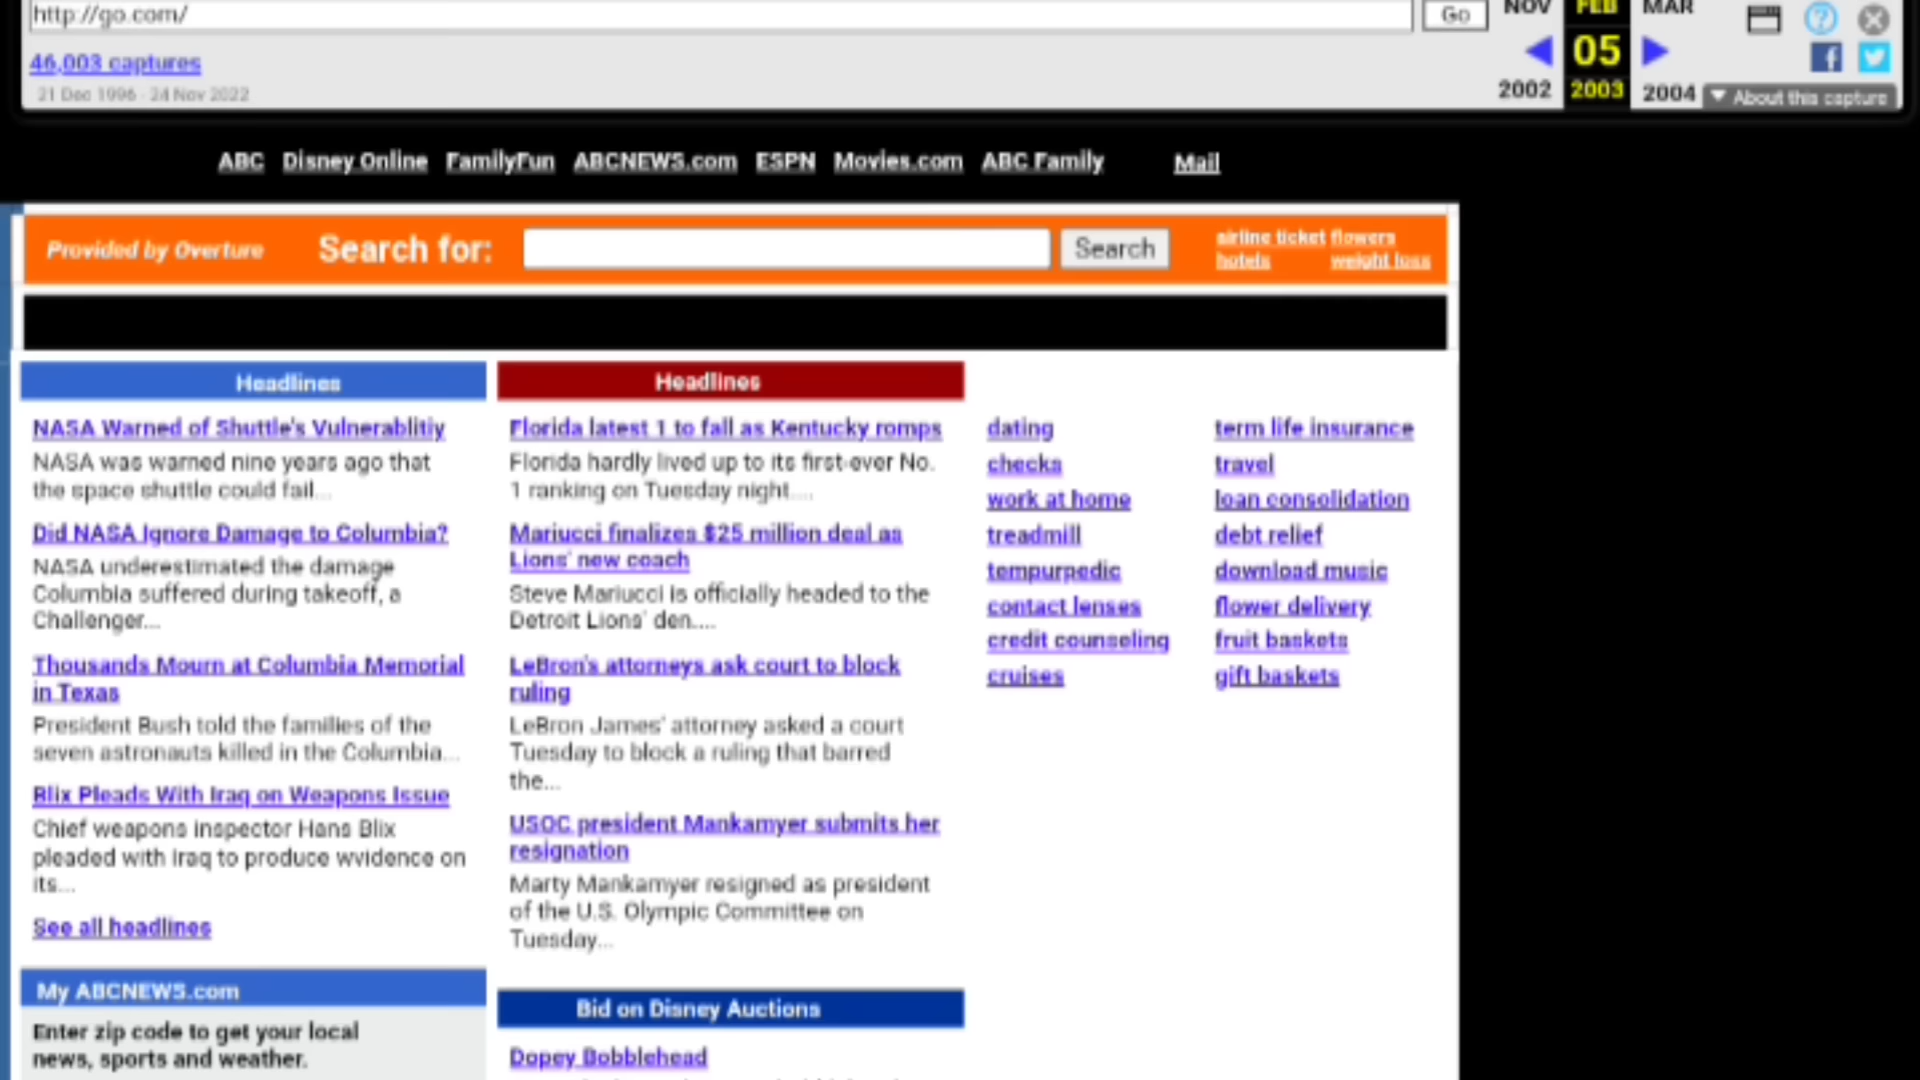 http://go.com/
Go
NOV FEB MAR
05
46,003 captures
21 Dec 1996 - 24 Nov 2022
2002 2003 2004
About this capture
ABC Disney Online FamilyFun ABCNEWS.com ESPN Movies.com ABC Family Mail
Provided by Overture Search for: Search
airline ticket flowers
hotels weight loss
Headlines
NASA Warned of Shuttle's Vulnerablitiy
NASA was warned nine years ago that
the space shuttle could fail...
Did NASA Ignore Damage to Columbia?
NASA underestimated the damage
Columbia suffered during takeoff, a
Challenger...
Thousands Mourn at Columbia Memorial
in Texas
President Bush told the families of the
seven astronauts killed in the Columbia...
Blix Pleads With Iraq on Weapons Issue
Chief weapons inspector Hans Blix
pleaded with Iraq to produce wvidence on
its...
See all headlines
My ABCNEWS.com
Enter zip code to get your local
news, sports and weather.
Headlines
Florida latest 1 to fall as Kentucky romps
Florida hardly lived up to its first-ever No.
1 ranking on Tuesday night....
Mariucci finalizes $25 million deal as
Lions' new coach
Steve Mariucci is officially headed to the
Detroit Lions' den....
LeBron's attorneys ask court to block
ruling
LeBron James' attorney asked a court
Tuesday to block a ruling that barred
the...
USOC president Mankamyer submits her
resignation
Marty Mankamyer resigned as president
of the U.S. Olympic Committee on
Tuesday...
Bid on Disney Auctions
Dopey Bobblehead
dating
checks
work at home
treadmill
tempurpedic
contact lenses
credit counseling
cruises
term life insurance
travel
loan consolidation
debt relief
download music
flower delivery
fruit baskets
gift baskets